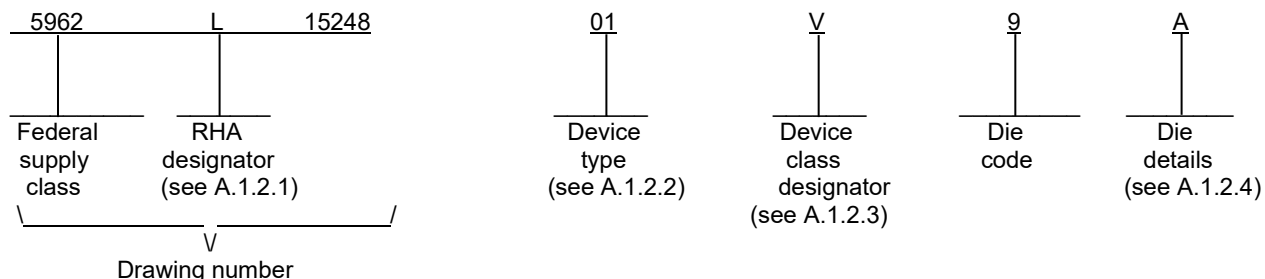 5962 L 15248 01 V 9 A
Federal supply class
RHA designator (see A.1.2.1)
Device type (see A.1.2.2)
Device class designator (see A.1.2.3)
Die code
Die details (see A.1.2.4)
Drawing number